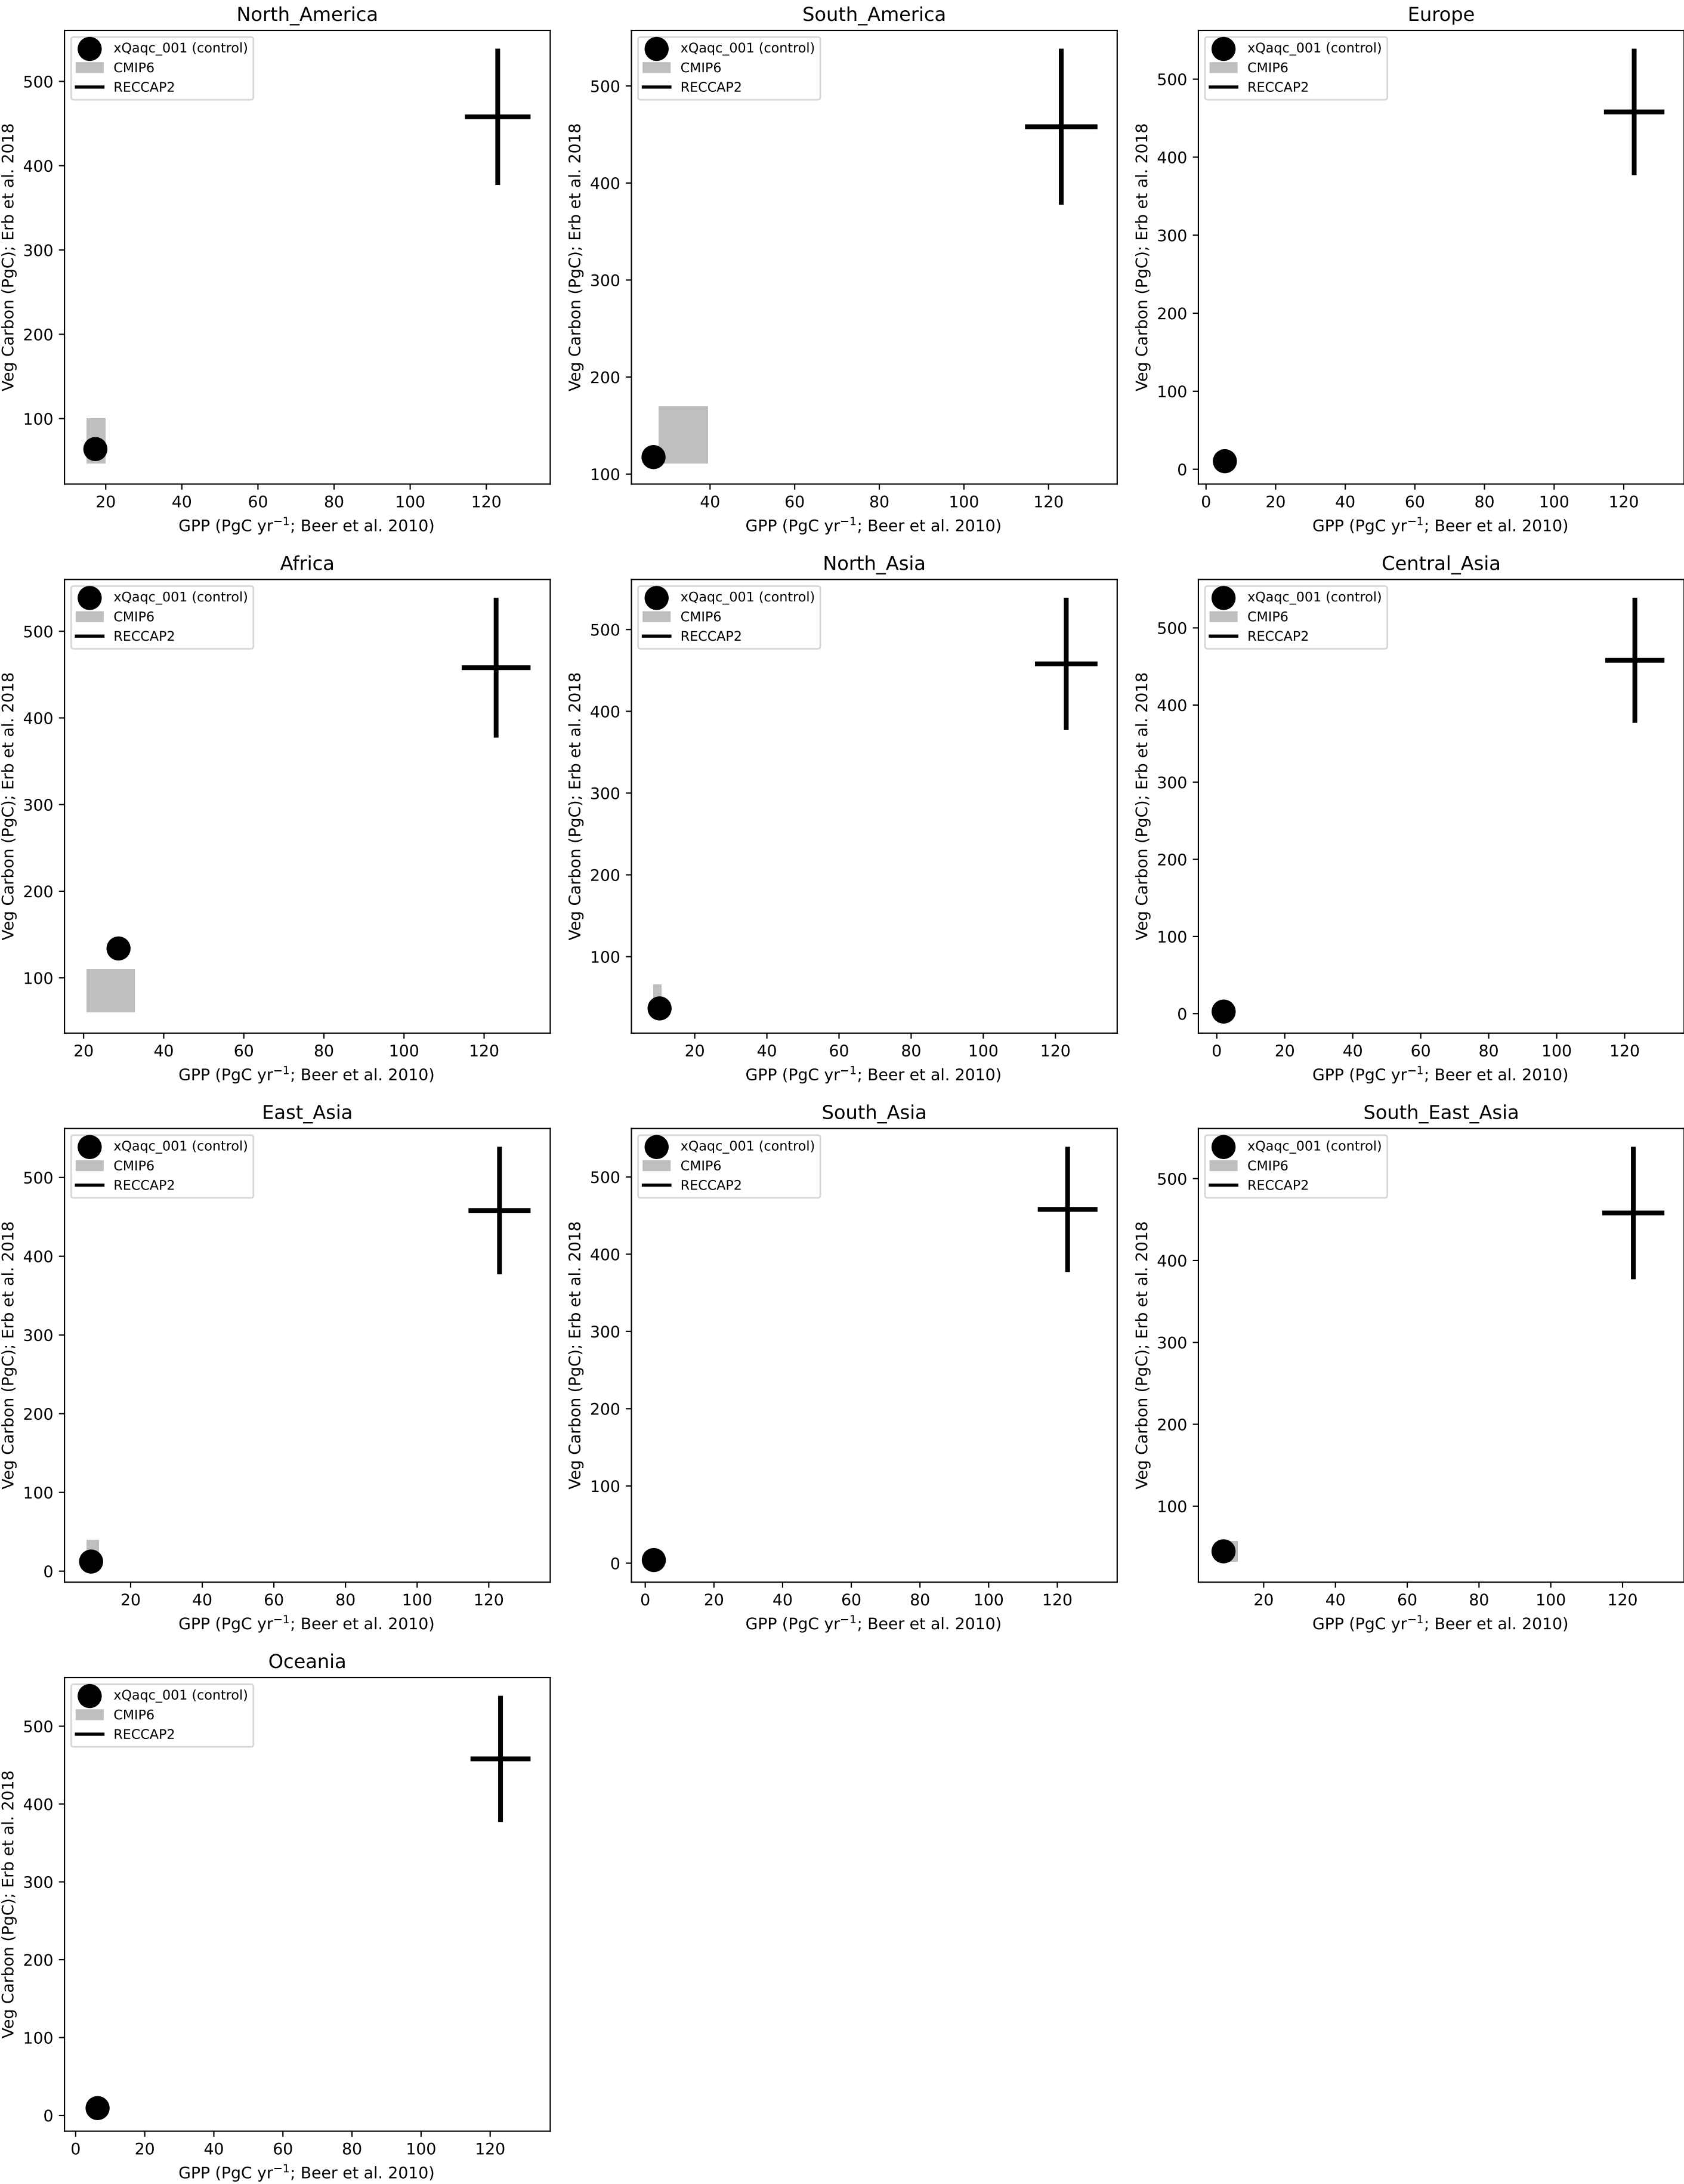 North_America
xQaqc_001 (control)
CMIP6
RECCAP2
500
400
300
200
100
Veg Carbon (PgC); Erb et al. 2018
20 40 60 80 100 120
GPP (PgC yr⁻¹; Beer et al. 2010)
South_America
xQaqc_001 (control)
CMIP6
RECCAP2
500
400
300
200
100
Veg Carbon (PgC); Erb et al. 2018
40 60 80 100 120
GPP (PgC yr⁻¹; Beer et al. 2010)
Europe
xQaqc_001 (control)
CMIP6
RECCAP2
500
400
300
200
100
0
Veg Carbon (PgC); Erb et al. 2018
0 20 40 60 80 100 120
GPP (PgC yr⁻¹; Beer et al. 2010)
Africa
xQaqc_001 (control)
CMIP6
RECCAP2
500
400
300
200
100
Veg Carbon (PgC); Erb et al. 2018
20 40 60 80 100 120
GPP (PgC yr⁻¹; Beer et al. 2010)
North_Asia
xQaqc_001 (control)
CMIP6
RECCAP2
500
400
300
200
100
Veg Carbon (PgC); Erb et al. 2018
20 40 60 80 100 120
GPP (PgC yr⁻¹; Beer et al. 2010)
Central_Asia
xQaqc_001 (control)
CMIP6
RECCAP2
500
400
300
200
100
0
Veg Carbon (PgC); Erb et al. 2018
0 20 40 60 80 100 120
GPP (PgC yr⁻¹; Beer et al. 2010)
East_Asia
xQaqc_001 (control)
CMIP6
RECCAP2
500
400
300
200
100
0
Veg Carbon (PgC); Erb et al. 2018
20 40 60 80 100 120
GPP (PgC yr⁻¹; Beer et al. 2010)
South_Asia
xQaqc_001 (control)
CMIP6
RECCAP2
500
400
300
200
100
0
Veg Carbon (PgC); Erb et al. 2018
0 20 40 60 80 100 120
GPP (PgC yr⁻¹; Beer et al. 2010)
South_East_Asia
xQaqc_001 (control)
CMIP6
RECCAP2
500
400
300
200
100
Veg Carbon (PgC); Erb et al. 2018
20 40 60 80 100 120
GPP (PgC yr⁻¹; Beer et al. 2010)
Oceania
xQaqc_001 (control)
CMIP6
RECCAP2
500
400
300
200
100
0
Veg Carbon (PgC); Erb et al. 2018
0 20 40 60 80 100 120
GPP (PgC yr⁻¹; Beer et al. 2010)